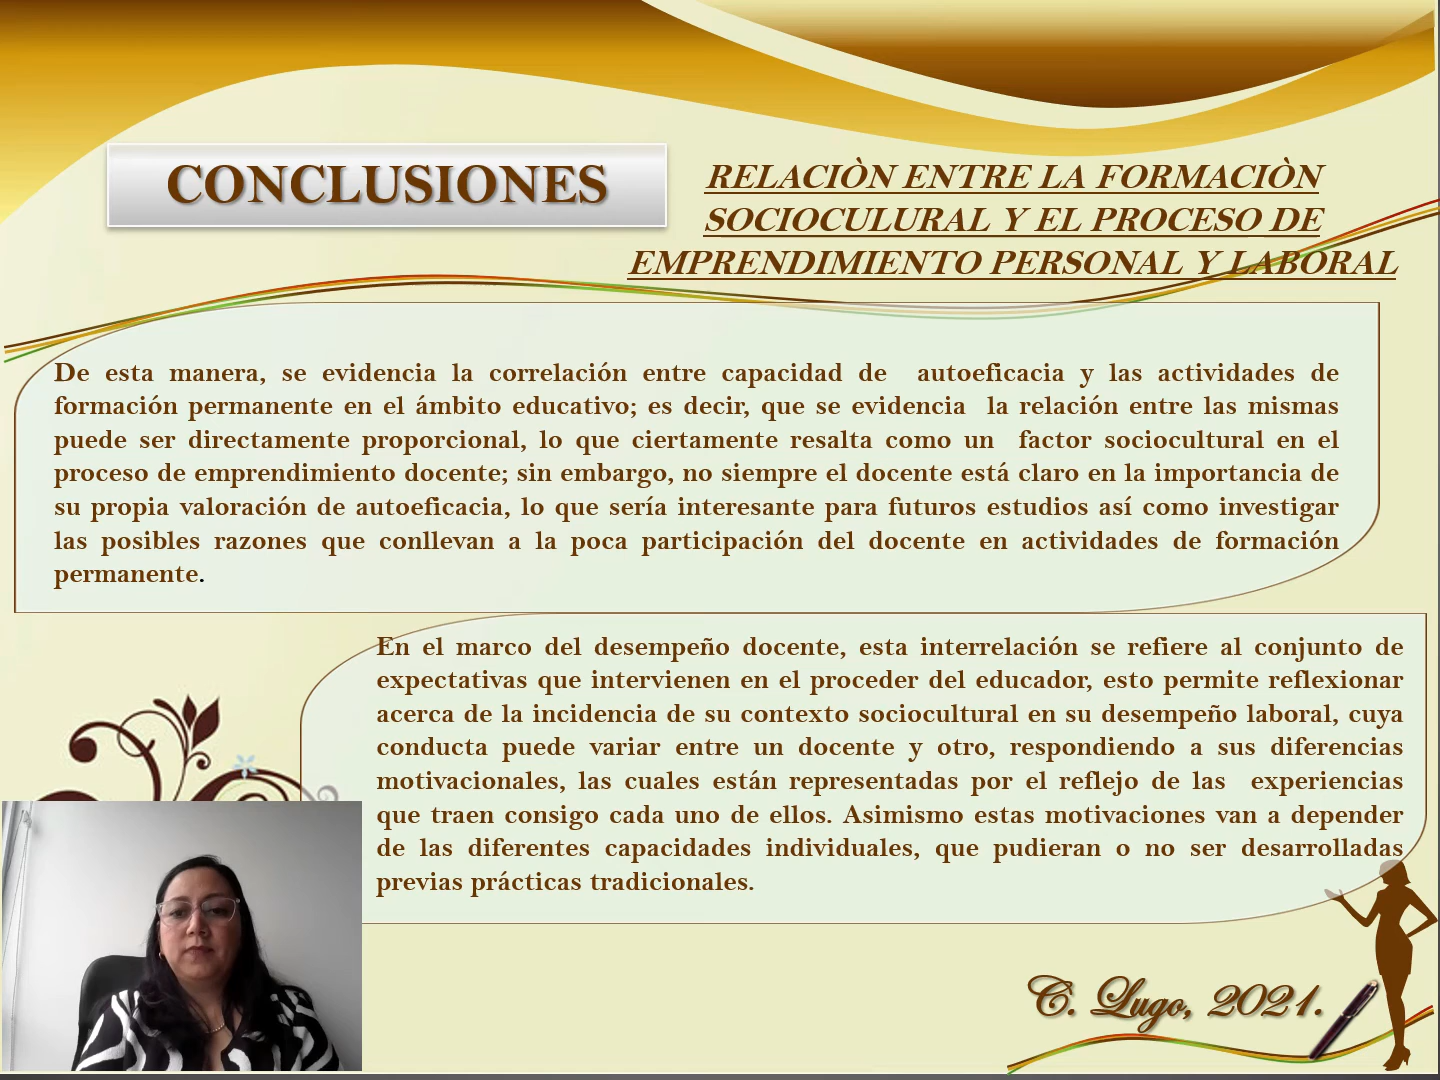 CONCLUSIONES
RELACIÒN ENTRE LA FORMACIÒN
SOCIOCULURAL Y EL PROCESO DE
EMPRENDIMIENTO PERSONAL Y LABORAL
De esta manera, se evidencia la correlación entre capacidad de autoeficacia y las actividades de
formación permanente en el ámbito educativo; es decir, que se evidencia la relación entre las mismas
puede ser directamente proporcional, lo que ciertamente resalta como un factor sociocultural en el
proceso de emprendimiento docente; sin embargo, no siempre el docente está claro en la importancia de
su propia valoración de autoeficacia, lo que sería interesante para futuros estudios así como investigar
las posibles razones que conllevan a la poca participación del docente en actividades de formación
permanente.
En el marco del desempeño docente, esta interrelación se refiere al conjunto de
expectativas que intervienen en el proceder del educador, esto permite reflexionar
acerca de la incidencia de su contexto sociocultural en su desempeño laboral, cuya
conducta puede variar entre un docente y otro, respondiendo a sus diferencias
motivacionales, las cuales están representadas por el reflejo de las experiencias
que traen consigo cada uno de ellos. Asimismo estas motivaciones van a depender
de las diferentes capacidades individuales, que pudieran o no ser desarrolladas
previas prácticas tradicionales.
C. Lugo, 2021.